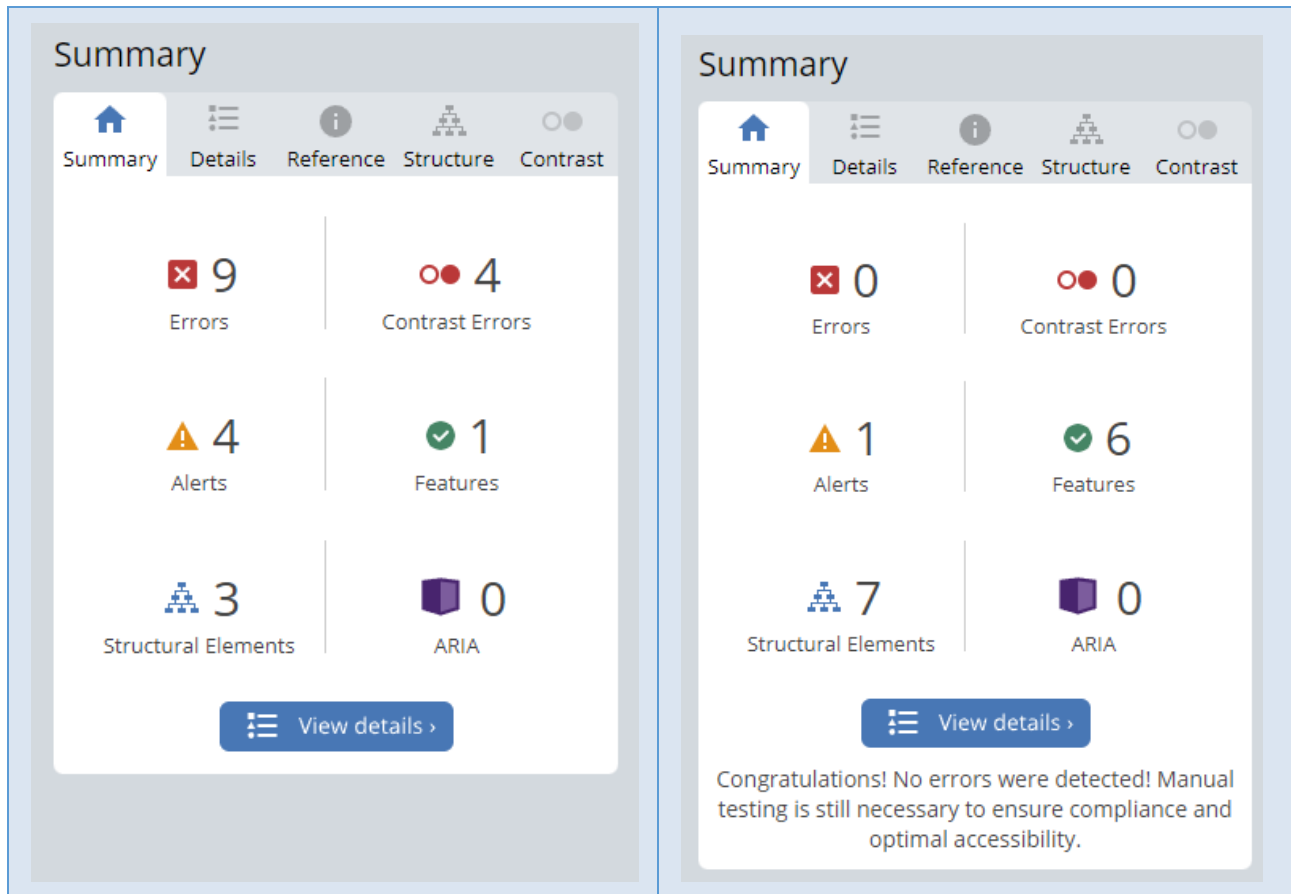 Summary
Summary Details Reference Structure Contrast
9 4
Errors Contrast Errors
4 1
Alerts Features
3 0
Structural Elements ARIA
View details ›
Summary
Summary Details Reference Structure Contrast
0 0
Errors Contrast Errors
1 6
Alerts Features
7 0
Structural Elements ARIA
View details ›
Congratulations! No errors were detected! Manual
testing is still necessary to ensure compliance and
optimal accessibility.